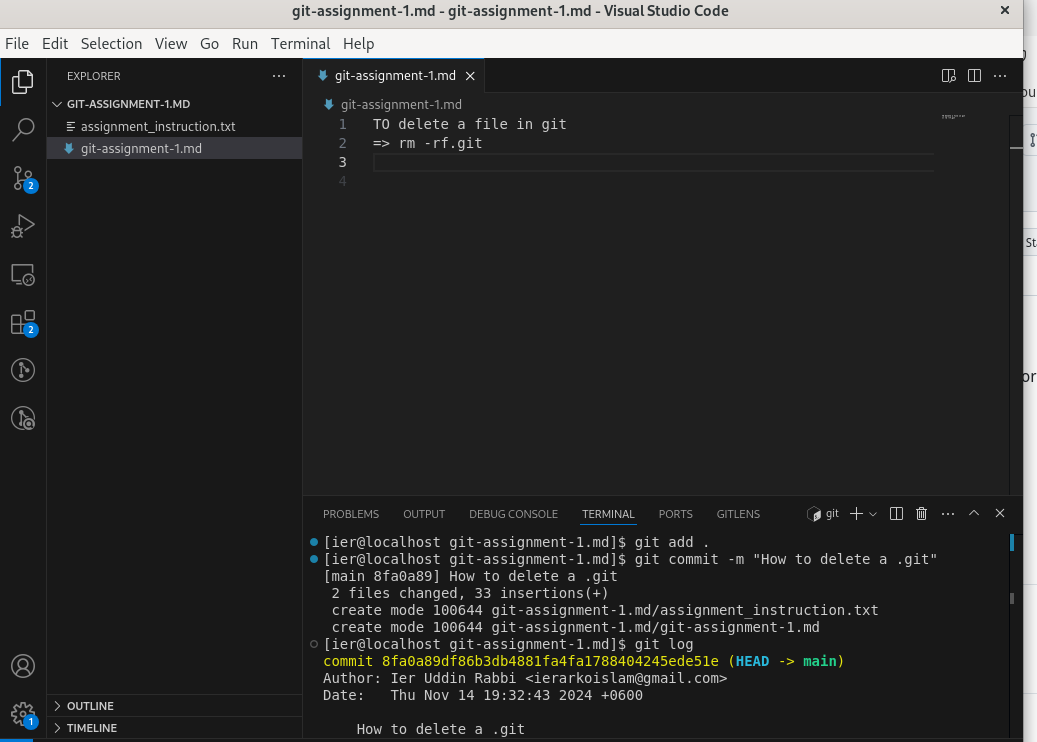 git-assignment-1.md - git-assignment-1.md - Visual Studio Code
File Edit Selection View Go Run Terminal Help
EXPLORER
git-assignment-1.md
GIT-ASSIGNMENT-1.MD
assignment_instruction.txt
git-assignment-1.md
git-assignment-1.md
1 TO delete a file in git
2 => rm -rf.git
3
4
2
2
1
OUTLINE
TIMELINE
PROBLEMS OUTPUT DEBUG CONSOLE TERMINAL PORTS GITLENS git
[ier@localhost git-assignment-1.md]$ git add .
[ier@localhost git-assignment-1.md]$ git commit -m "How to delete a .git"
[main 8fa0a89] How to delete a .git
2 files changed, 33 insertions(+)
create mode 100644 git-assignment-1.md/assignment_instruction.txt
create mode 100644 git-assignment-1.md/git-assignment-1.md
[ier@localhost git-assignment-1.md]$ git log
commit 8fa0a89df86b3db4881fa4fa1788404245ede51e (HEAD -> main)
Author: Ier Uddin Rabbi <ierarkoislam@gmail.com>
Date: Thu Nov 14 19:32:43 2024 +0600
How to delete a .git